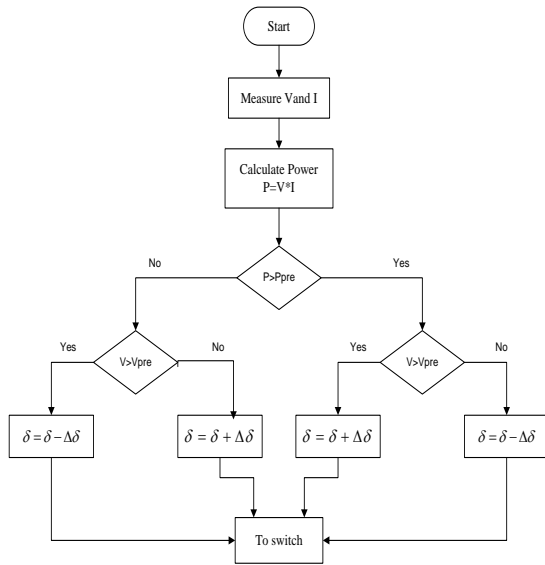 Start
Measure Vand I
Calculate Power
P=V*I
No
P>Ppre
Yes
Yes
V>Vpre
No
Yes
V>Vpre
No
δ = δ − Δδ
δ = δ + Δδ
δ = δ + Δδ
δ = δ − Δδ
To switch